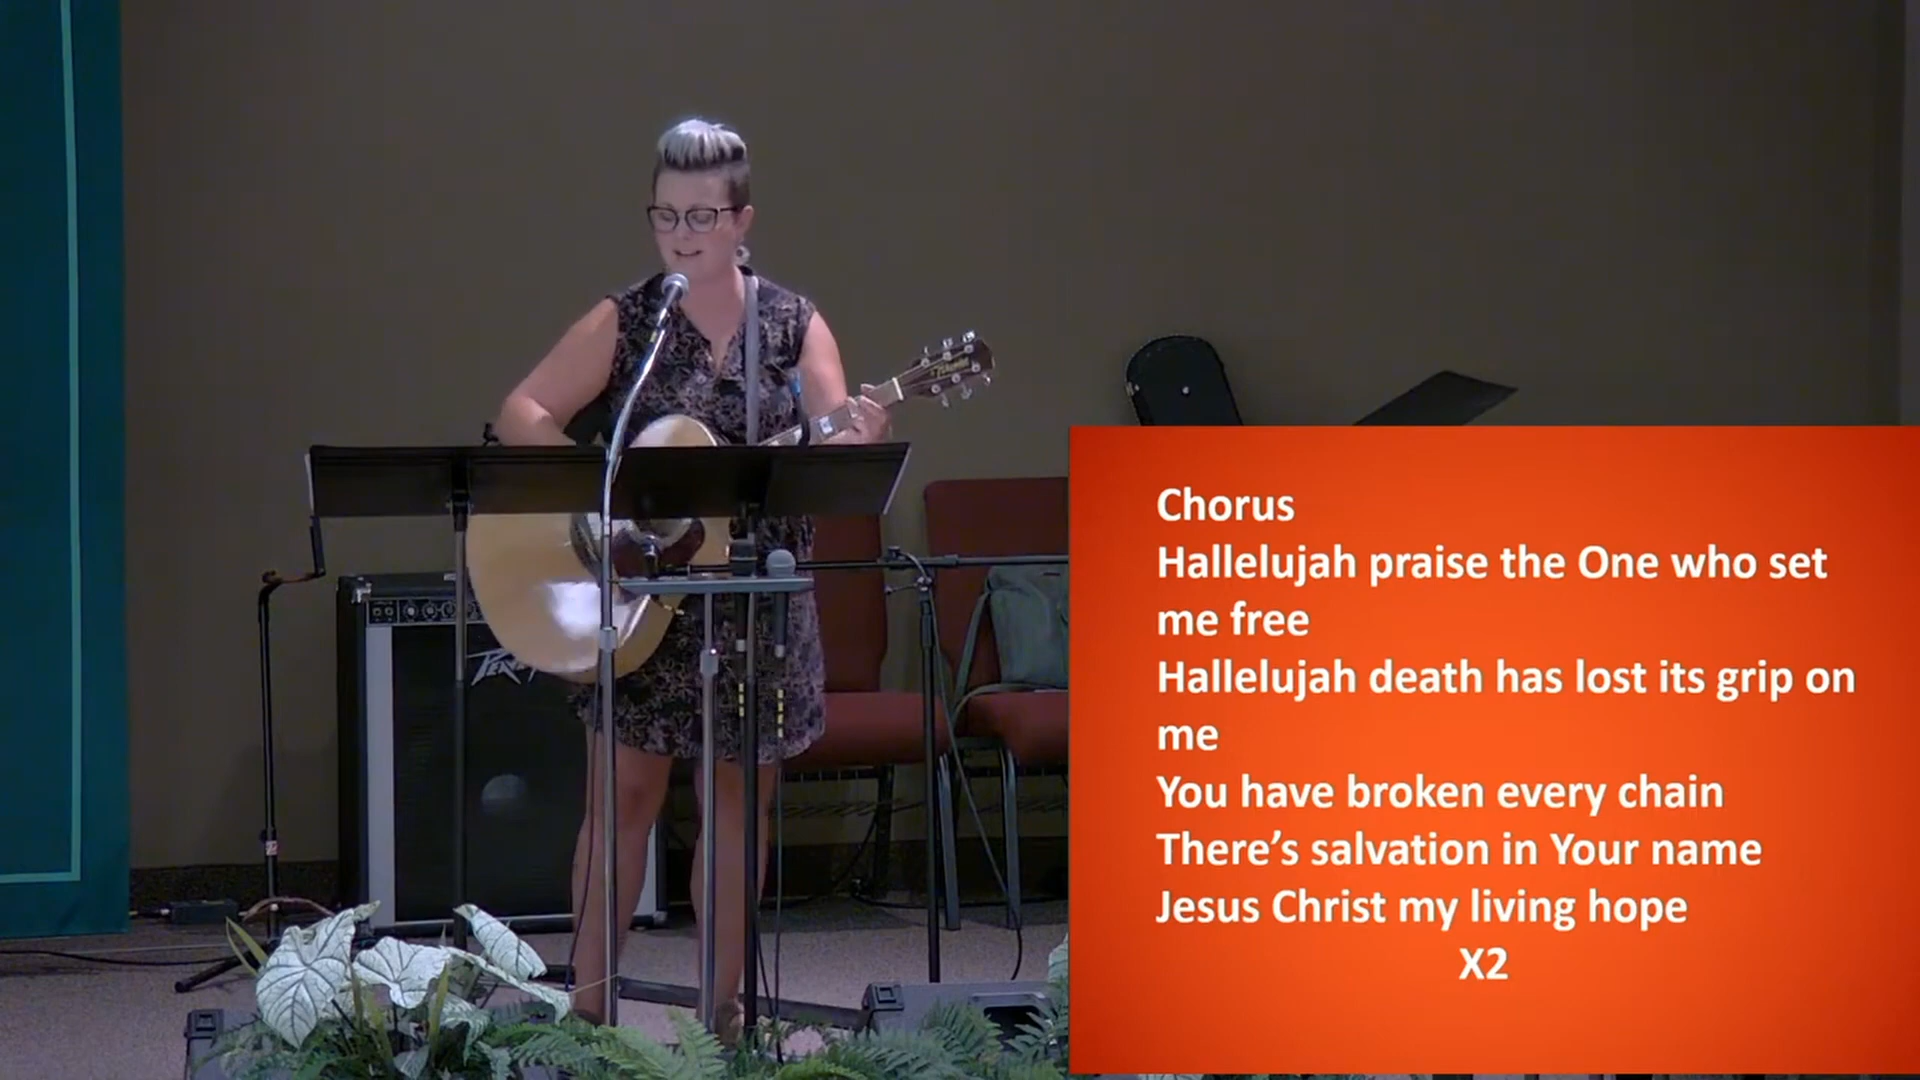 Chorus
Hallelujah praise the One who set
me free
Hallelujah death has lost its grip on
me
You have broken every chain
There’s salvation in Your name
Jesus Christ my living hope
X2